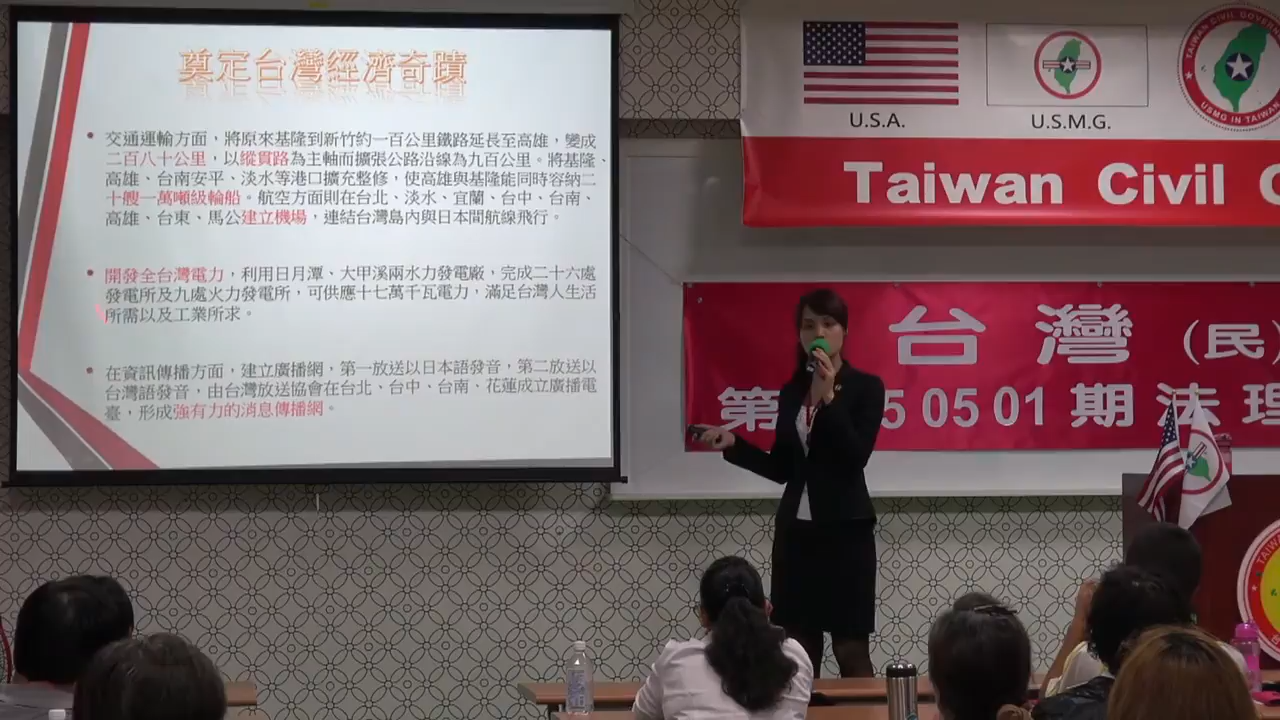 奠定台灣經濟奇蹟
交通運輸方面，將原來基隆到新竹約一百公里鐵路延長至高雄，變成
二百八十公里，以縱貫路為主軸而擴張公路沿線為九百公里。將基隆、
高雄、台南安平、淡水等港口擴充整修，使高雄與基隆能同時容納二
十艘一萬噸級輪船。航空方面則在台北、淡水、宜蘭、台中、台南、
高雄、台東、馬公建立機場，連結台灣島內與日本間航線飛行。
開發全台灣電力，利用日月潭、大甲溪兩水力發電廠，完成二十六處
發電所及九處火力發電所，可供應十七萬千瓦電力，滿足台灣人生活
所需以及工業所求。
在資訊傳播方面，建立廣播網，第一放送以日本語發音，第二放送以
台灣語發音，由台灣放送協會在台北、台中、台南、花蓮成立廣播電
臺，形成強有力的消息傳播網。
U.S.A.
U.S.M.G.
TAIWAN CIVIL GOVER
USMG IN TAIWAN
Taiwan Civil
台灣（民
第 5 05 01 期法理